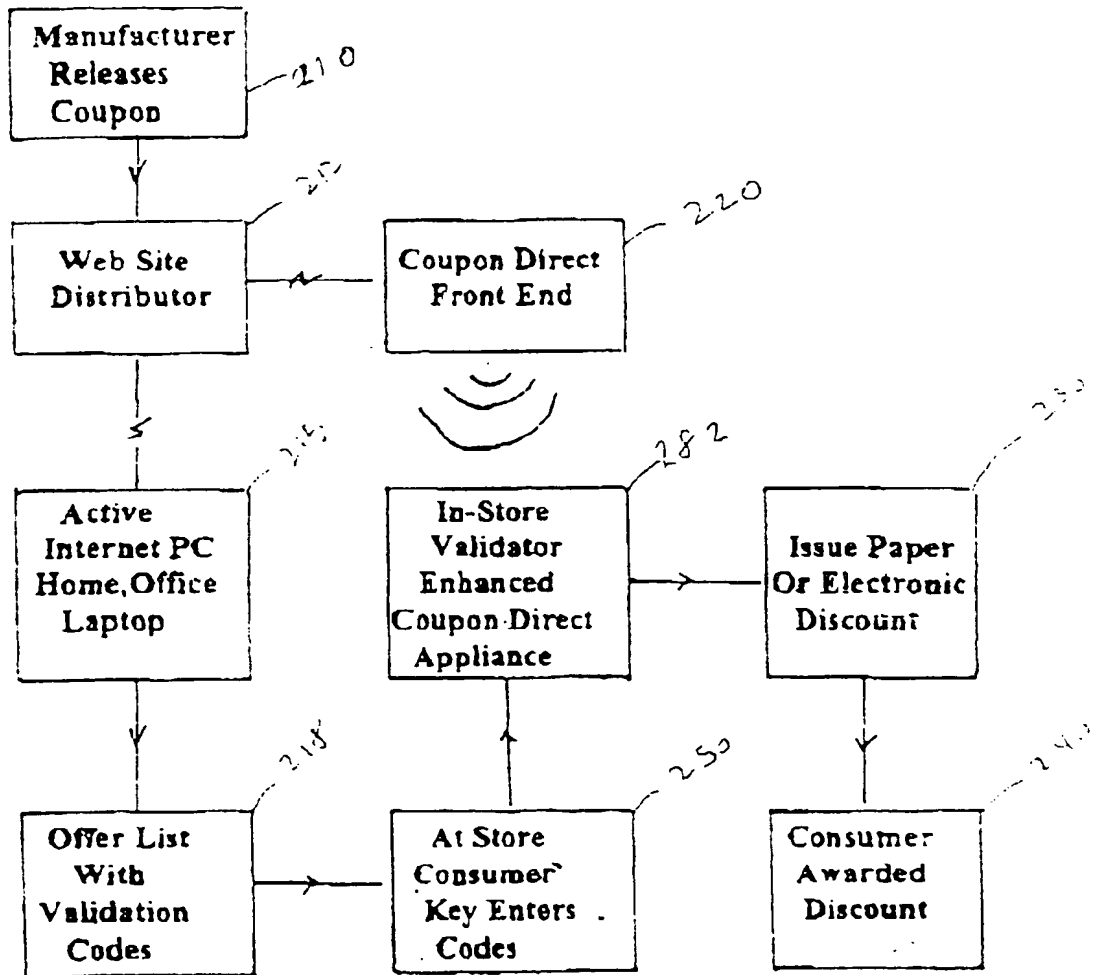 Manufacturer
Releases
Coupon
210
Web Site
Distributor
Coupon Direct
Front End
220
Active
Internet PC
Home, Office
Laptop
In-Store
Validator
Enhanced
Coupon-Direct
Appliance
282
Issue Paper
Or Electronic
Discount
Offer List
With
Validation
Codes
At Store
Consumer
Key Enters
Codes
250
Consumer
Awarded
Discount